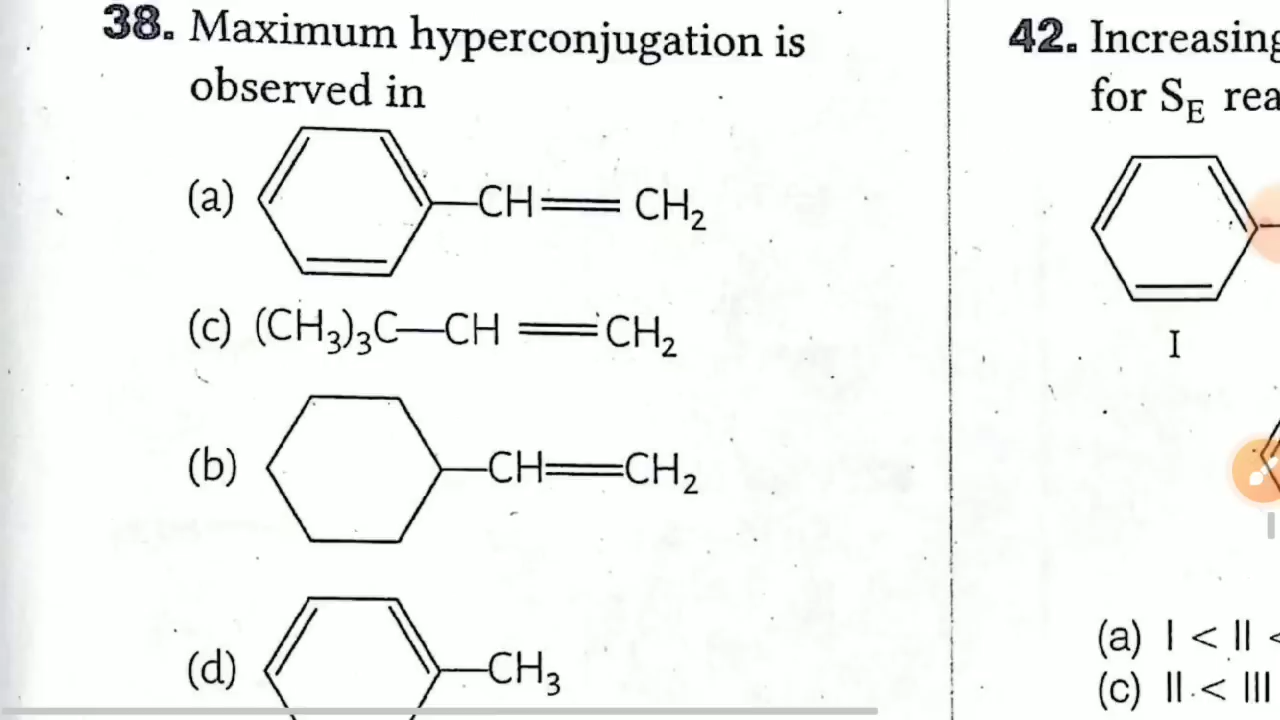 38. Maximum hyperconjugation is
observed in
(a) CH=CH₂
(c) (CH₃)₃C—CH=CH₂
(b) CH=CH₂
(d) CH₃
42. Increasing
for S_E rea
I
(a) I < II <
(c) II < III